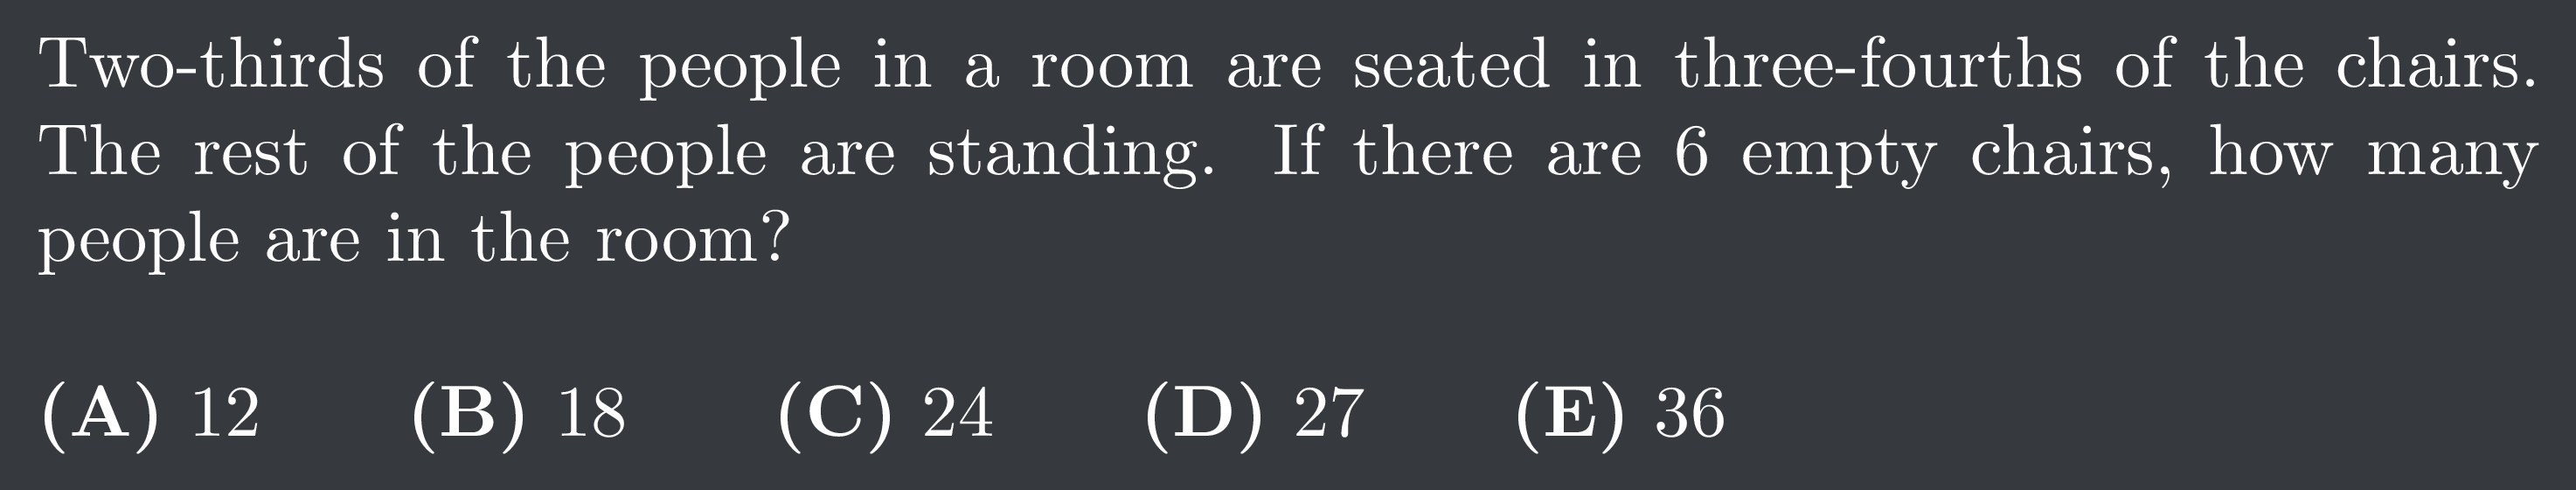 Two-thirds of the people in a room are seated in three-fourths of the chairs.
The rest of the people are standing. If there are 6 empty chairs, how many
people are in the room?
(A) 12 (B) 18 (C) 24 (D) 27 (E) 36